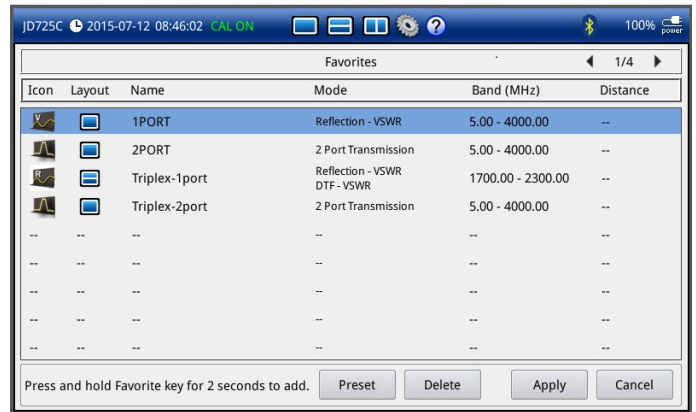 JD725C 2015-07-12 08:46:02 CAL ON ? 100% power
Favorites 1/4
Icon Layout Name Mode Band (MHz) Distance
V 1PORT Reflection - VSWR 5.00 - 4000.00 --
2PORT 2 Port Transmission 5.00 - 4000.00 --
R Triplex-1port Reflection - VSWR 1700.00 - 2300.00 --
DTF - VSWR
Triplex-2port 2 Port Transmission 5.00 - 4000.00 --
-- -- -- -- -- --
-- -- -- -- -- --
-- -- -- -- -- --
-- -- -- -- -- --
-- -- -- -- -- --
Press and hold Favorite key for 2 seconds to add. Preset Delete Apply Cancel